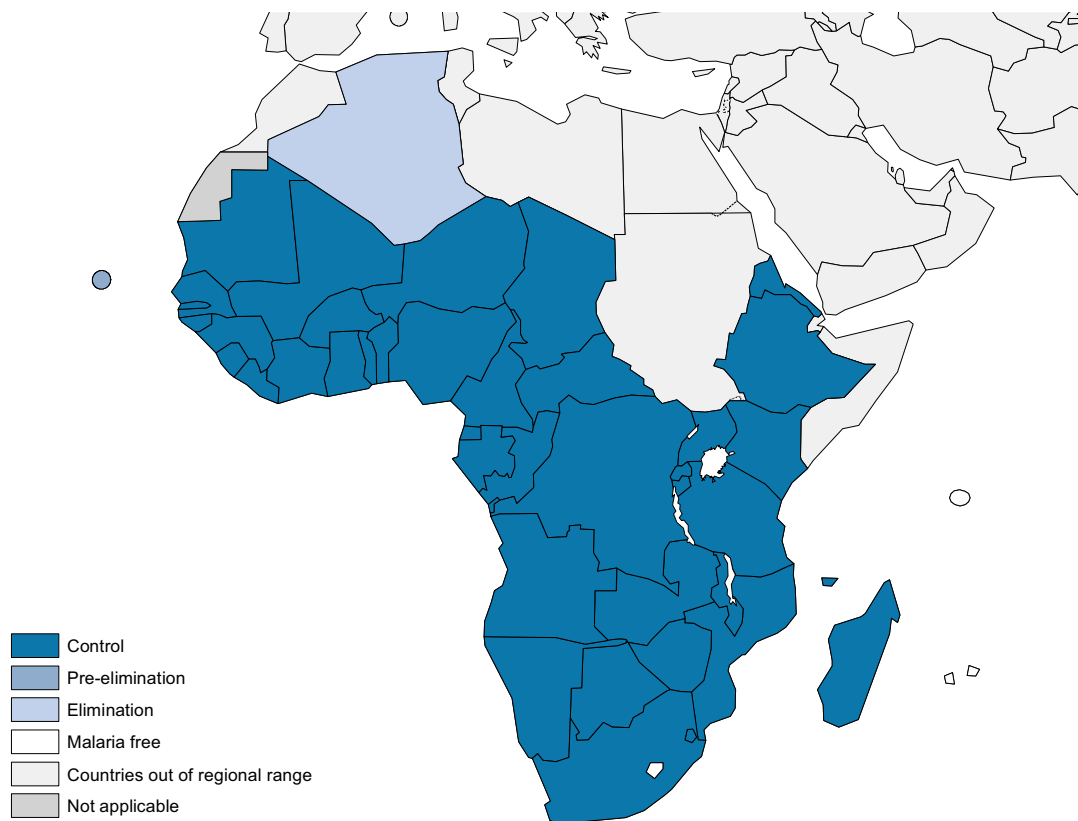 Control
Pre-elimination
Elimination
Malaria free
Countries out of regional range
Not applicable